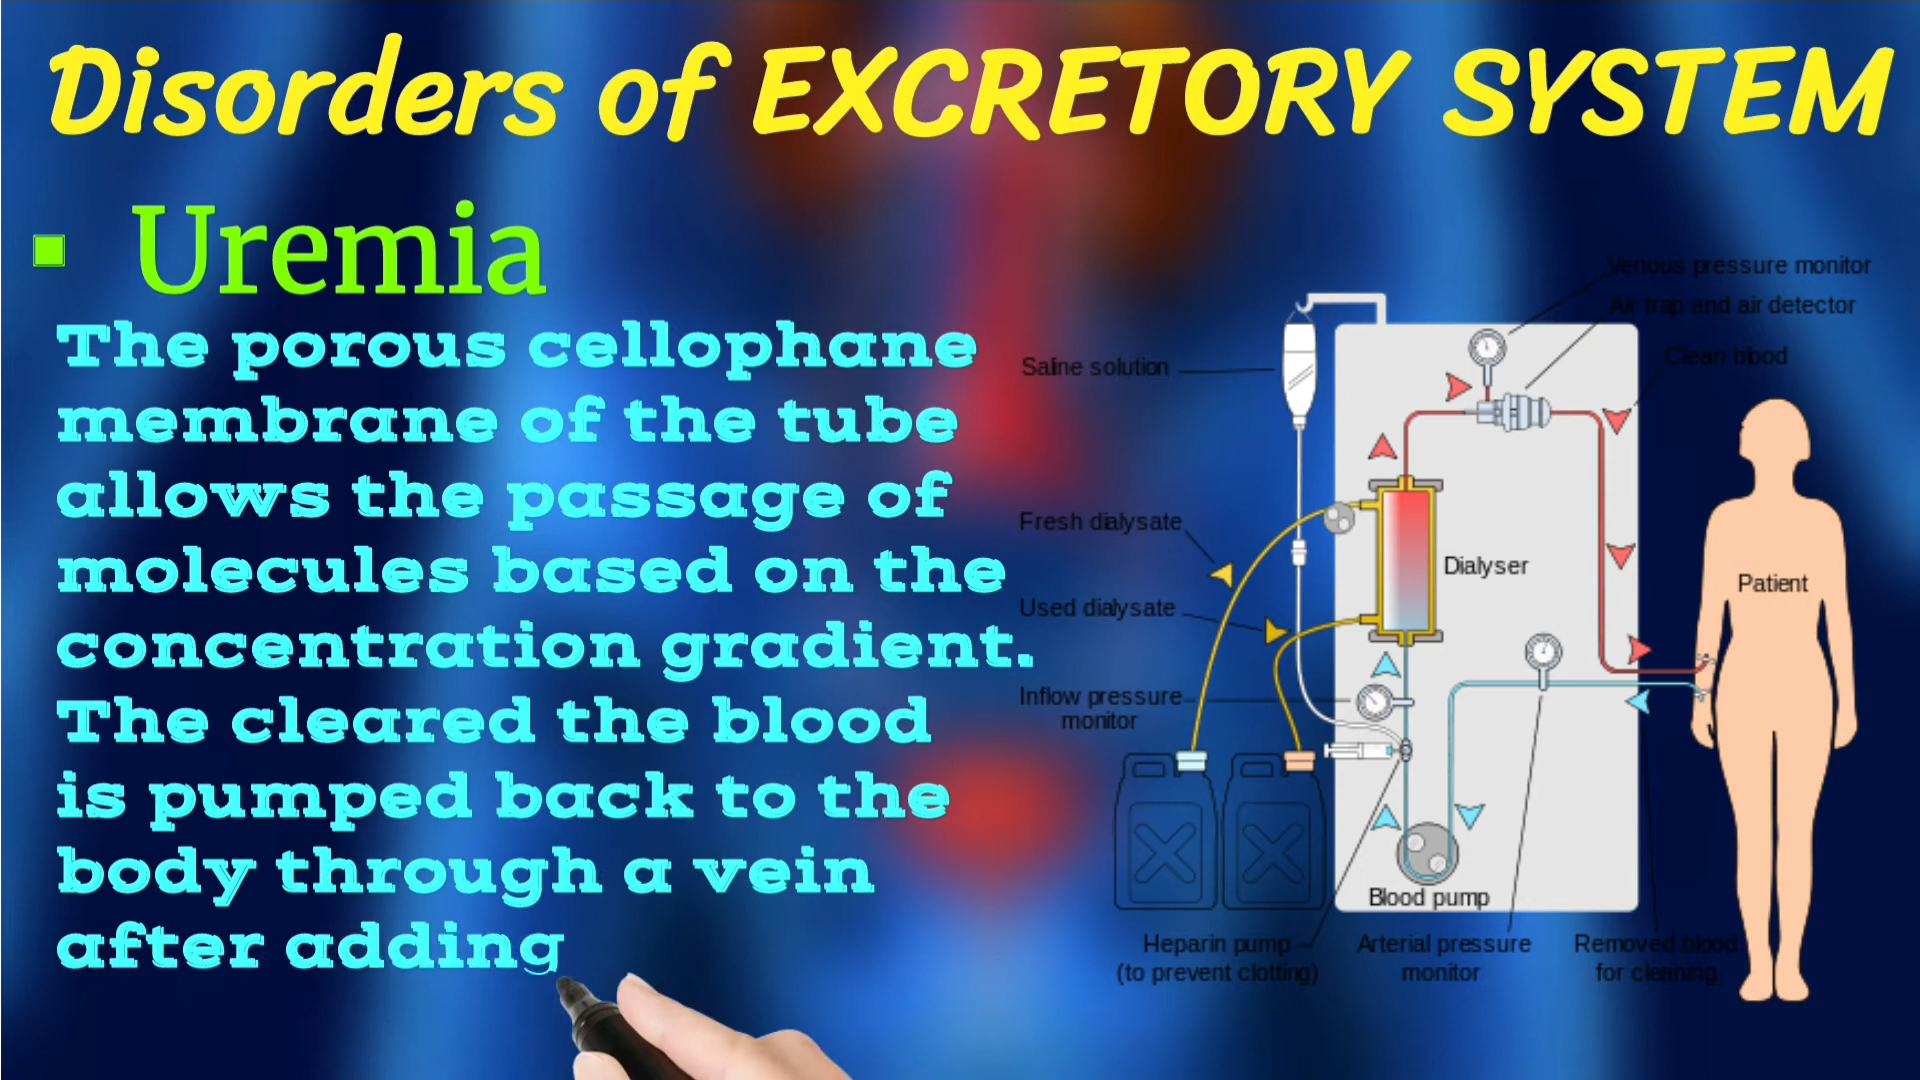 Disorders of EXCRETORY SYSTEM
▪ Uremia
The porous cellophane
membrane of the tube
allows the passage of
molecules based on the
concentration gradient.
The cleared the blood
is pumped back to the
body through a vein
after adding
Venous pressure monitor
Air trap and air detector
Clean blood
Saline solution
Fresh dialysate
Dialyser
Patient
Used dialysate
Inflow pressure
monitor
Blood pump
Heparin pump
(to prevent clotting)
Arterial pressure
monitor
Removed blood
for cleaning